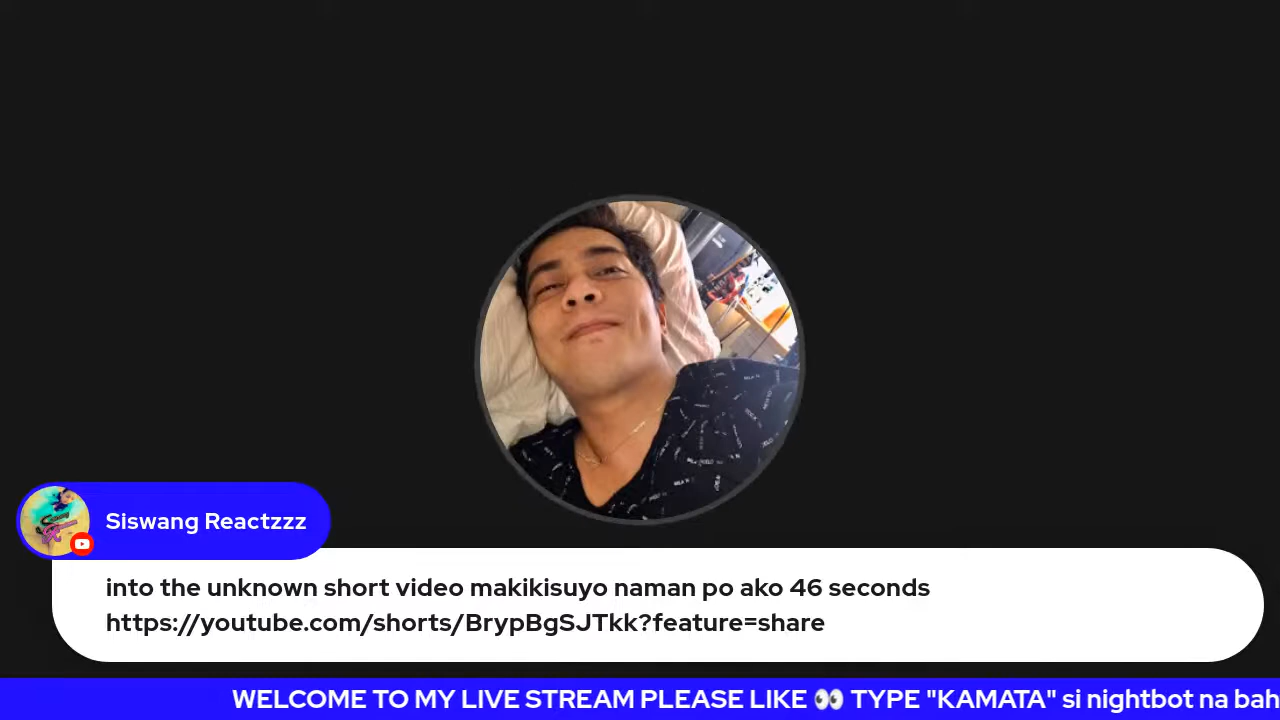 Siswang Reactzzz
into the unknown short video makikisuyo naman po ako 46 seconds
https://youtube.com/shorts/BrypBgSJTkk?feature=share
WELCOME TO MY LIVE STREAM PLEASE LIKE 👀 TYPE "KAMATA" si nightbot na bah